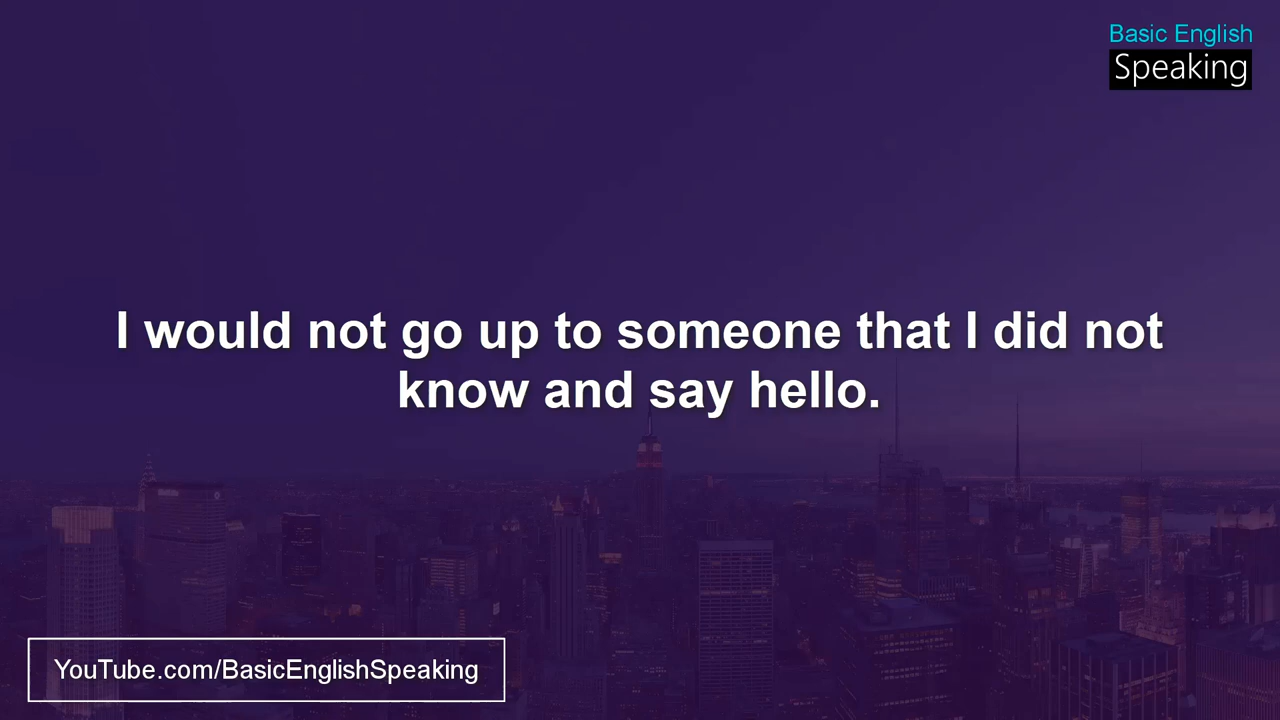 Basic English
Speaking
I would not go up to someone that I did not
know and say hello.
YouTube.com/BasicEnglishSpeaking